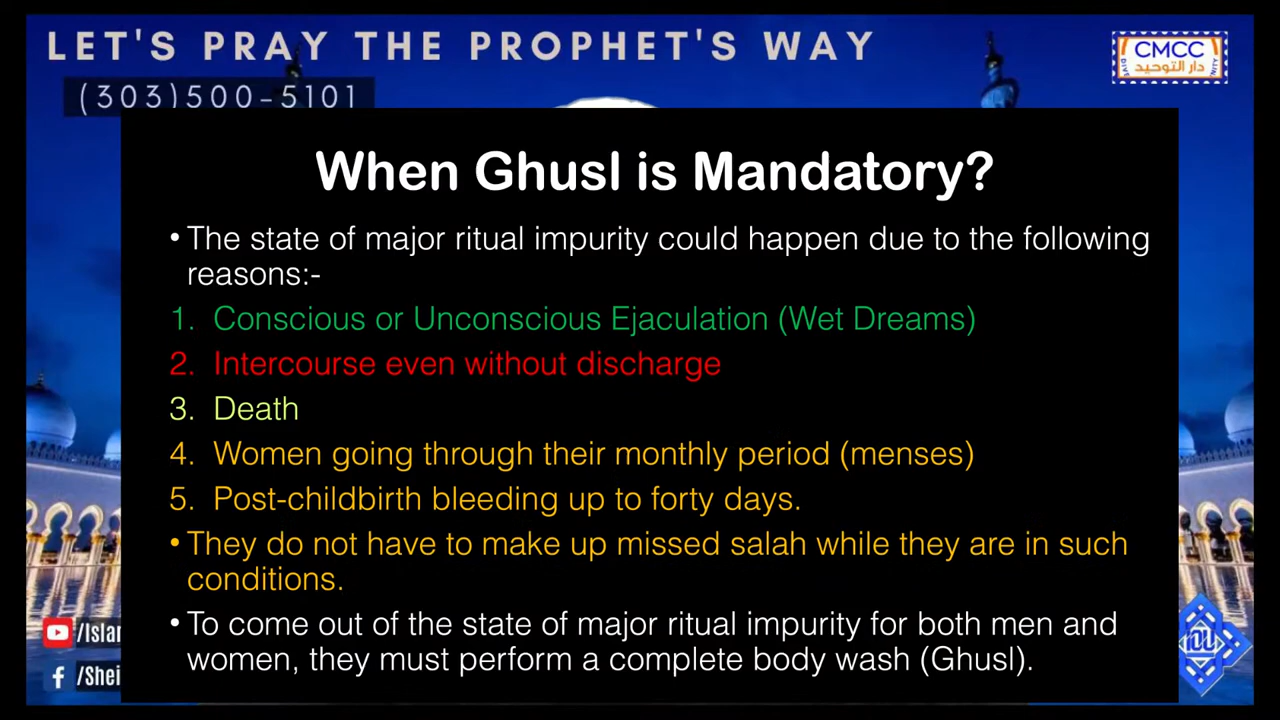 LET'S PRAY THE PROPHET'S WAY
CMCC
دار التوحيد
(303)500-5101
When Ghusl is Mandatory?
• The state of major ritual impurity could happen due to the following
reasons:-
1. Conscious or Unconscious Ejaculation (Wet Dreams)
2. Intercourse even without discharge
3. Death
4. Women going through their monthly period (menses)
5. Post-childbirth bleeding up to forty days.
• They do not have to make up missed salah while they are in such
conditions.
• To come out of the state of major ritual impurity for both men and
women, they must perform a complete body wash (Ghusl).
/Islam
/Shei